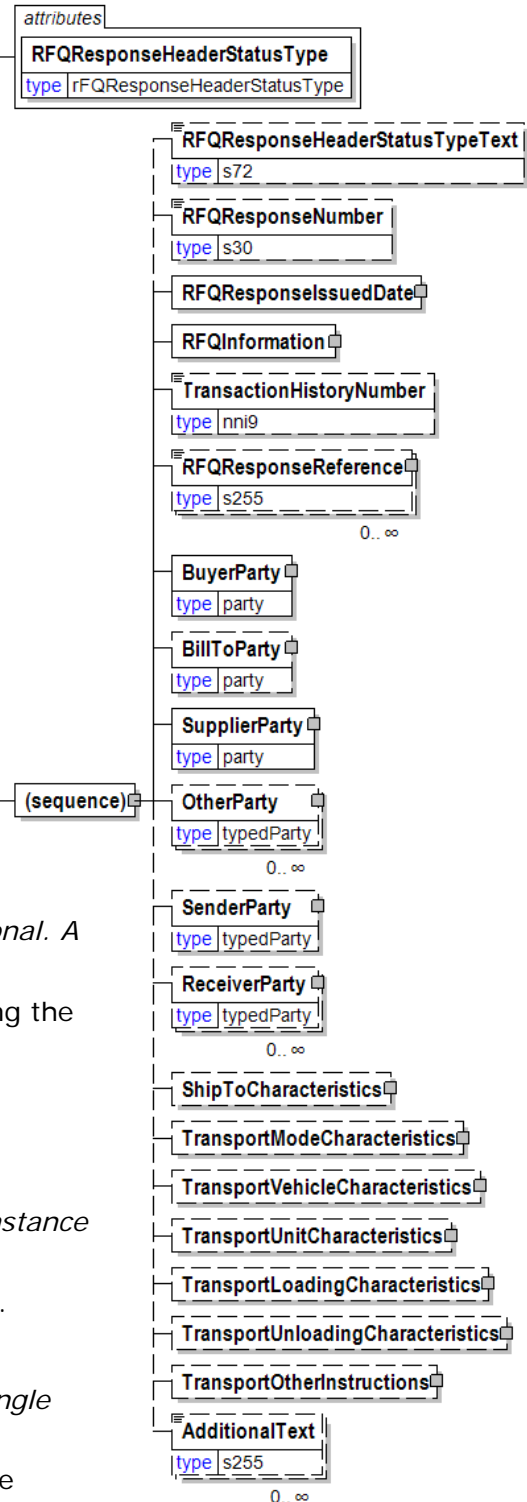 attributes
RFQResponseHeaderStatusType
type rFQResponseHeaderStatusType
RFQResponseHeaderStatusTypeText
type s72
RFQResponseNumber
type s30
RFQResponseIssuedDate
RFQInformation
TransactionHistoryNumber
type nni9
RFQResponseReference
type s255
0.. ∞
BuyerParty
type party
BillToParty
type party
SupplierParty
type party
(sequence)
OtherParty
type typedParty
0.. ∞
SenderParty
type typedParty
onal. A
ReceiverParty
type typedParty
ng the
0.. ∞
ShipToCharacteristics
TransportModeCharacteristics
TransportVehicleCharacteristics
nstance
TransportUnitCharacteristics
TransportLoadingCharacteristics
.
TransportUnloadingCharacteristics
TransportOtherInstructions
ngle
AdditionalText
type s255
e
0.. ∞